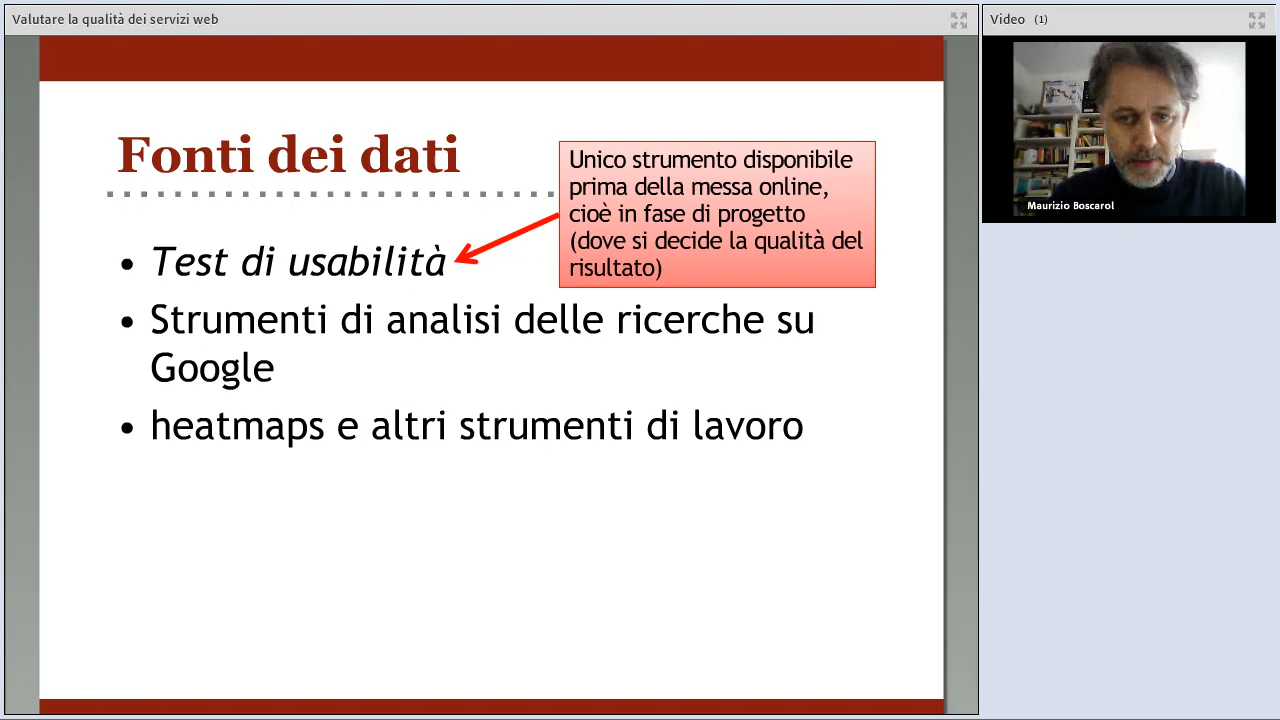 Valutare la qualità dei servizi web
Video (1)
Maurizio Boscarol
Fonti dei dati
Unico strumento disponibile
prima della messa online,
cioè in fase di progetto
(dove si decide la qualità del
risultato)
• Test di usabilità
• Strumenti di analisi delle ricerche su
Google
• heatmaps e altri strumenti di lavoro